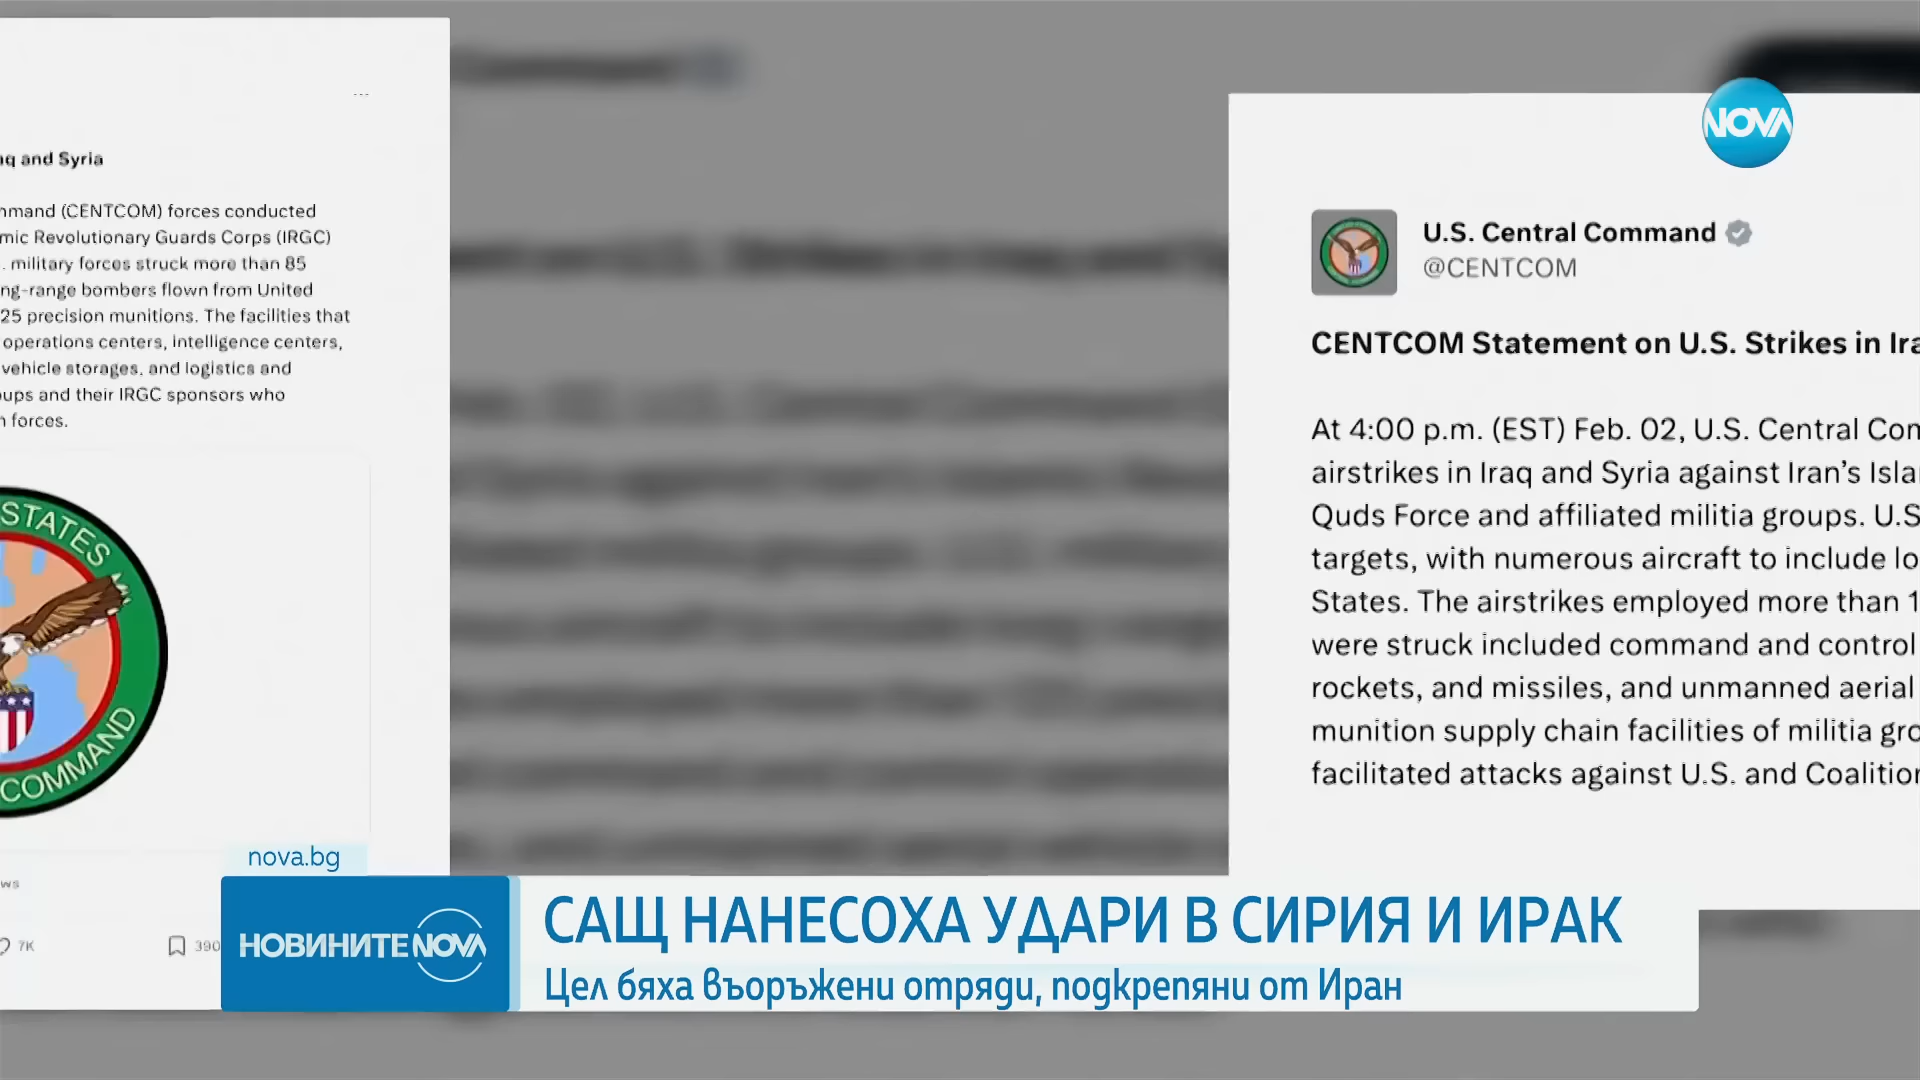 ...
aq and Syria
mmand (CENTCOM) forces conducted
mic Revolutionary Guards Corps (IRGC)
. military forces struck more than 85
ng-range bombers flown from United
25 precision munitions. The facilities that
operations centers, intelligence centers,
vehicle storages, and logistics and
oups and their IRGC sponsors who
n forces.
STATES
COMMAND
ws
7K
390
NOVA
U.S. Central Command
@CENTCOM
CENTCOM Statement on U.S. Strikes in Ira
At 4:00 p.m. (EST) Feb. 02, U.S. Central Com
airstrikes in Iraq and Syria against Iran's Isla
Quds Force and affiliated militia groups. U.S
targets, with numerous aircraft to include lo
States. The airstrikes employed more than 1
were struck included command and control
rockets, and missiles, and unmanned aerial
munition supply chain facilities of militia gro
facilitated attacks against U.S. and Coalition
nova.bg
НОВИНИТЕ NOVA
САЩ НАНЕСОХА УДАРИ В СИРИЯ И ИРАК
Цел бяха въоръжени отряди, подкрепяни от Иран